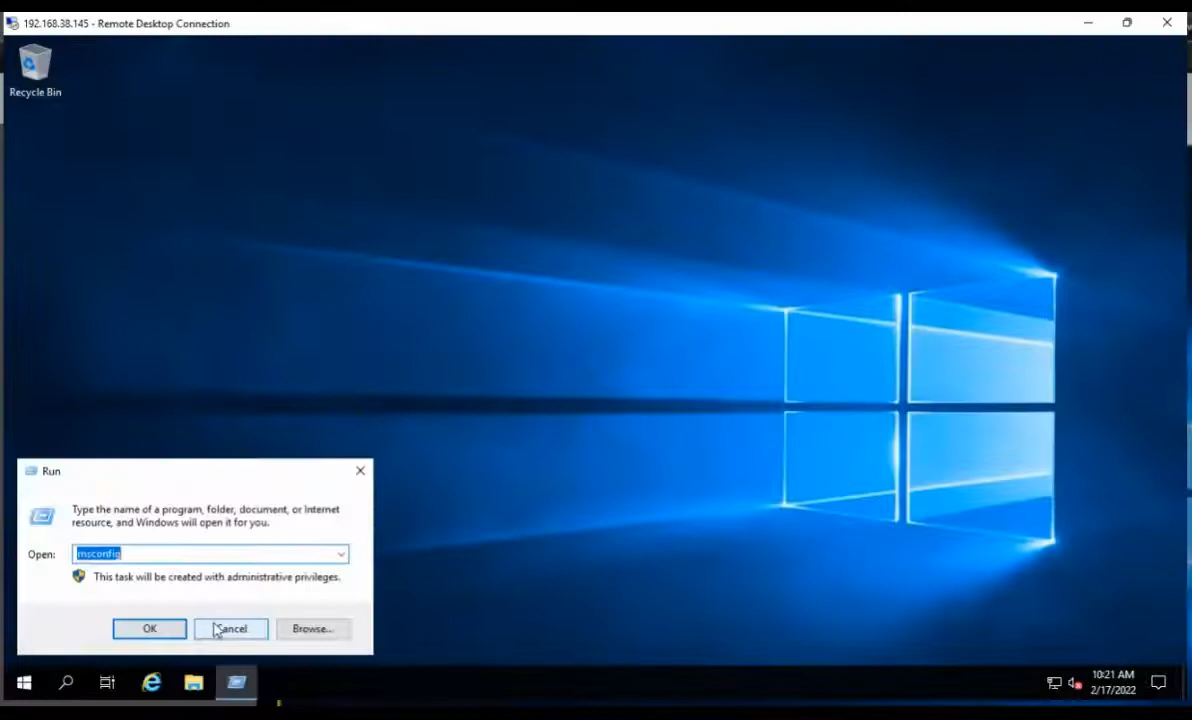 192.168.38.145 - Remote Desktop Connection
Recycle Bin
Run
Type the name of a program, folder, document, or Internet
resource, and Windows will open it for you.
Open:
msconfig
This task will be created with administrative privileges.
OK
Cancel
Browse...
10:21 AM
2/17/2022